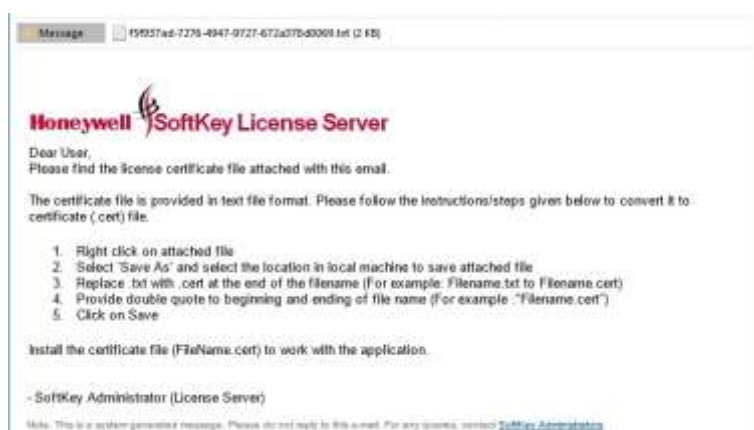 Message
.txt (2 KB)
Honeywell SoftKey License Server
Dear User,
Please find the license certificate file attached with this email.
The certificate file is provided in text file format. Please follow the instructions/steps given below to convert it to
certificate (.cert) file.
1. Right click on attached file
2. Select 'Save As' and select the location in local machine to save attached file
3. Replace .txt with .cert at the end of the filename (For example: Filename.txt to Filename.cert)
4. Provide double quote to beginning and ending of file name (For example :"Filename.cert")
5. Click on Save
Install the certificate file (FileName.cert) to work with the application.
- SoftKey Administrator (License Server)
Note: This is a system generated message. Please do not reply to this e-mail. For any queries, contact SoftKey Administrators